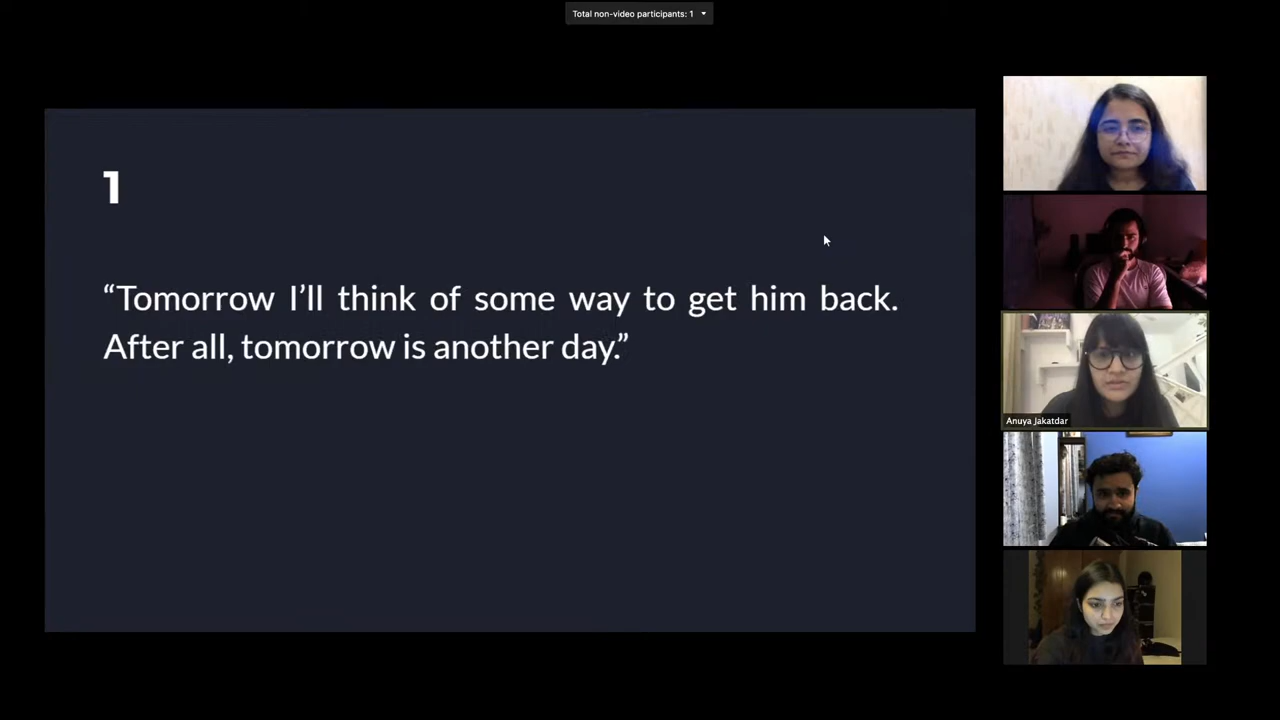 Total non-video participants: 1
1
“Tomorrow I’ll think of some way to get him back.
After all, tomorrow is another day.”
Anuya Jakatdar